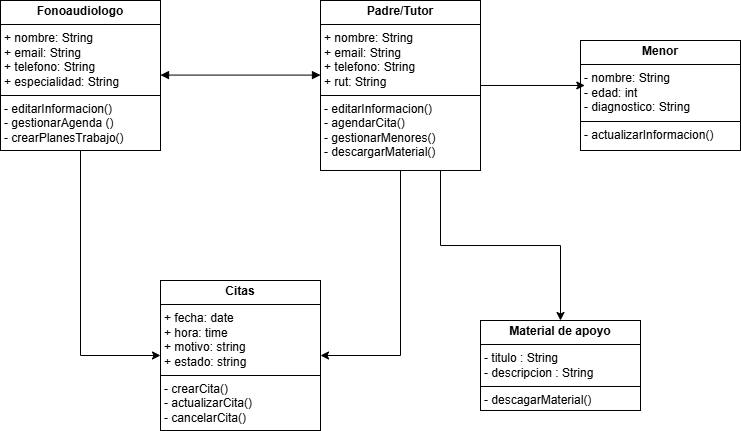 Fonoaudiologo
+ nombre: String
+ email: String
+ telefono: String
+ especialidad: String
- editarInformacion()
- gestionarAgenda ()
- crearPlanesTrabajo()
Padre/Tutor
+ nombre: String
+ email: String
+ telefono: String
+ rut: String
- editarInformacion()
- agendarCita()
- gestionarMenores()
- descargarMaterial()
Menor
- nombre: String
- edad: int
- diagnostico: String
- actualizarInformacion()
Citas
+ fecha: date
+ hora: time
+ motivo: string
+ estado: string
- crearCita()
- actualizarCita()
- cancelarCita()
Material de apoyo
- titulo : String
- descripcion : String
- descagarMaterial()